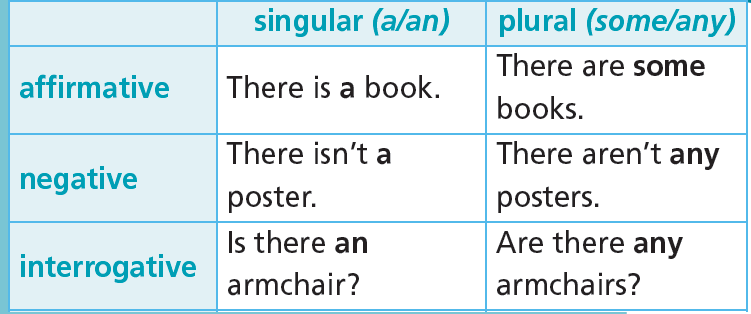 singular (a/an) plural (some/any)
affirmative There is a book. There are some
books.
negative There isn't a
poster. There aren't any
posters.
interrogative Is there an
armchair? Are there any
armchairs?